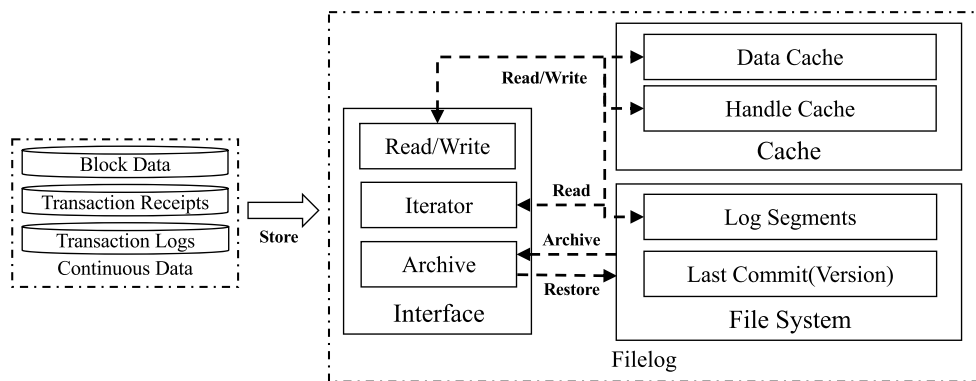 Block Data
Transaction Receipts
Transaction Logs
Continuous Data
Store
Read/Write
Read/Write
Iterator
Archive
Interface
Read
Archive
Restore
Data Cache
Handle Cache
Cache
Log Segments
Last Commit(Version)
File System
Filelog